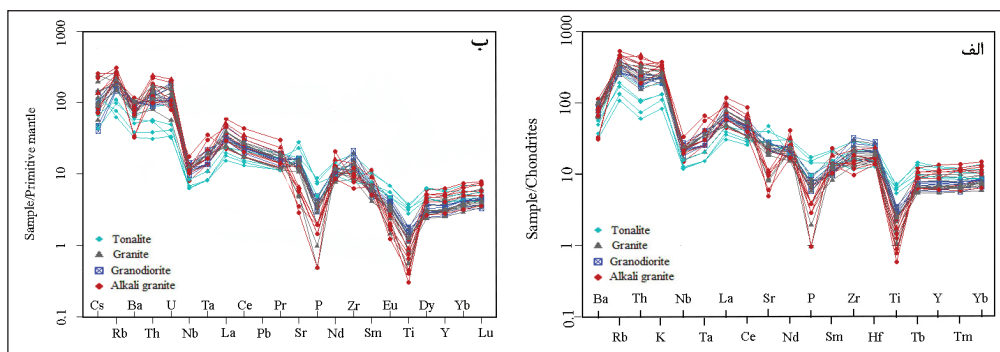 ب
Sample/Primitive mantle
1000
100
10
1
0.1
Tonalite
Granite
Granodiorite
Alkali granite
Cs Ba U Ta Ce Pr P Zr Eu Dy Yb
Rb Th Nb La Pb Sr Nd Sm Ti Y Lu
الف
Sample/Chondrites
1000
100
10
1
0.1
Tonalite
Granite
Granodiorite
Alkali granite
Ba Th Nb La Sr P Zr Ti Y Yb
Rb K Ta Ce Nd Sm Hf Tb Tm